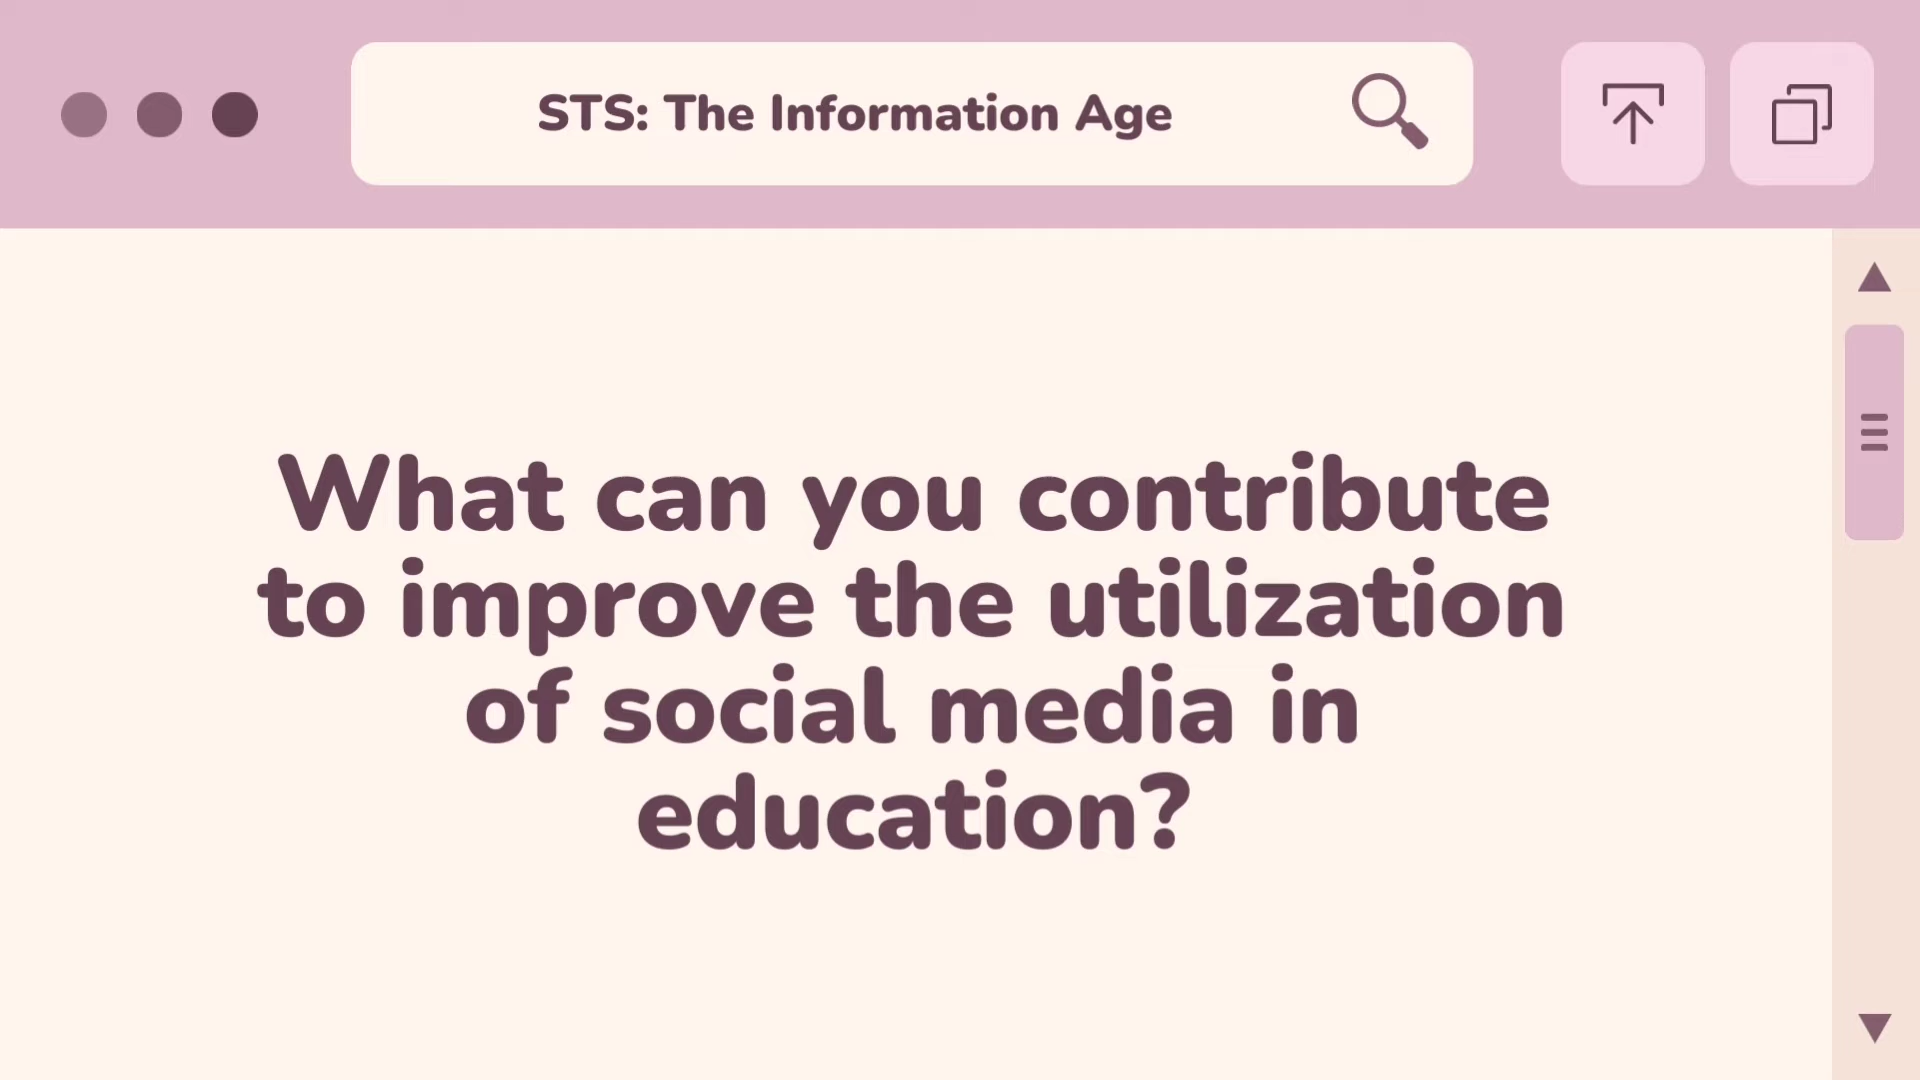 STS: The Information Age
What can you contribute
to improve the utilization
of social media in
education?